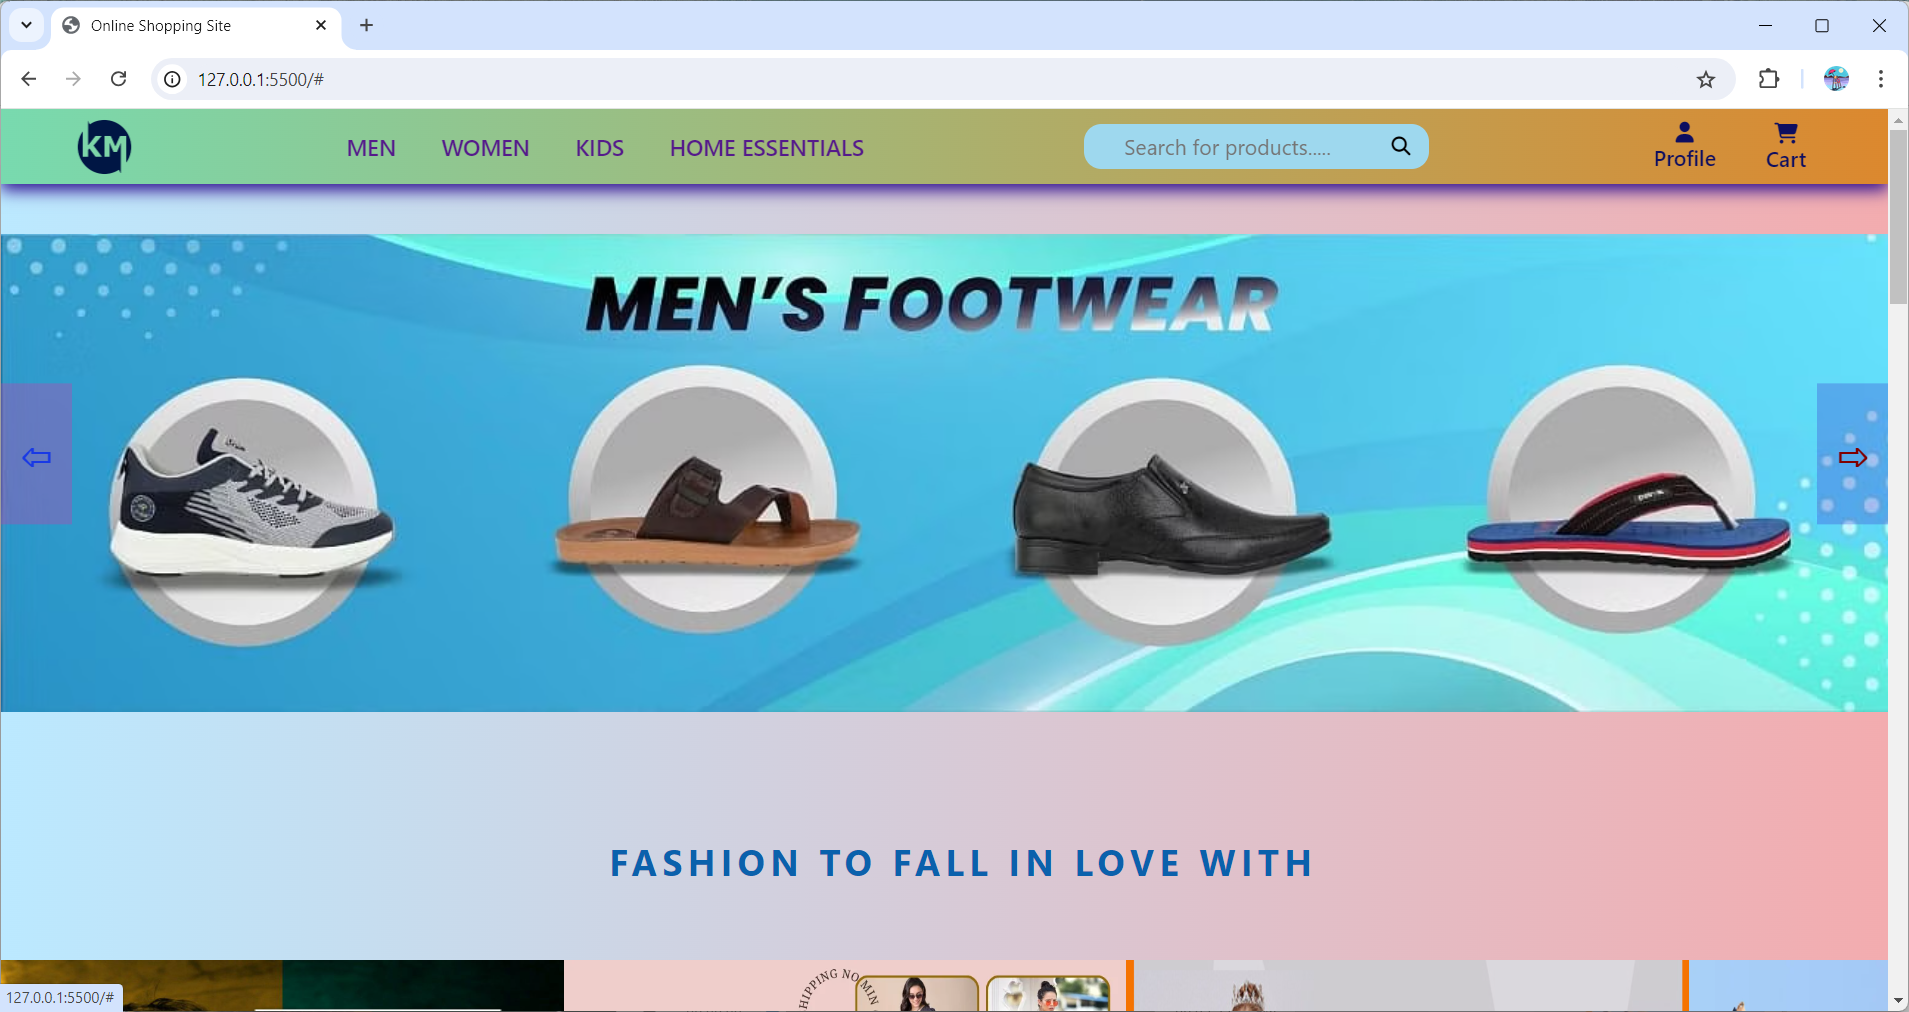 Online Shopping Site
127.0.0.1:5500/#
KM
MEN WOMEN KIDS HOME ESSENTIALS
Search for products.....
Profile
Cart
MEN'S FOOTWEAR
FASHION TO FALL IN LOVE WITH
HIPPING NO MIN
127.0.0.1:5500/#